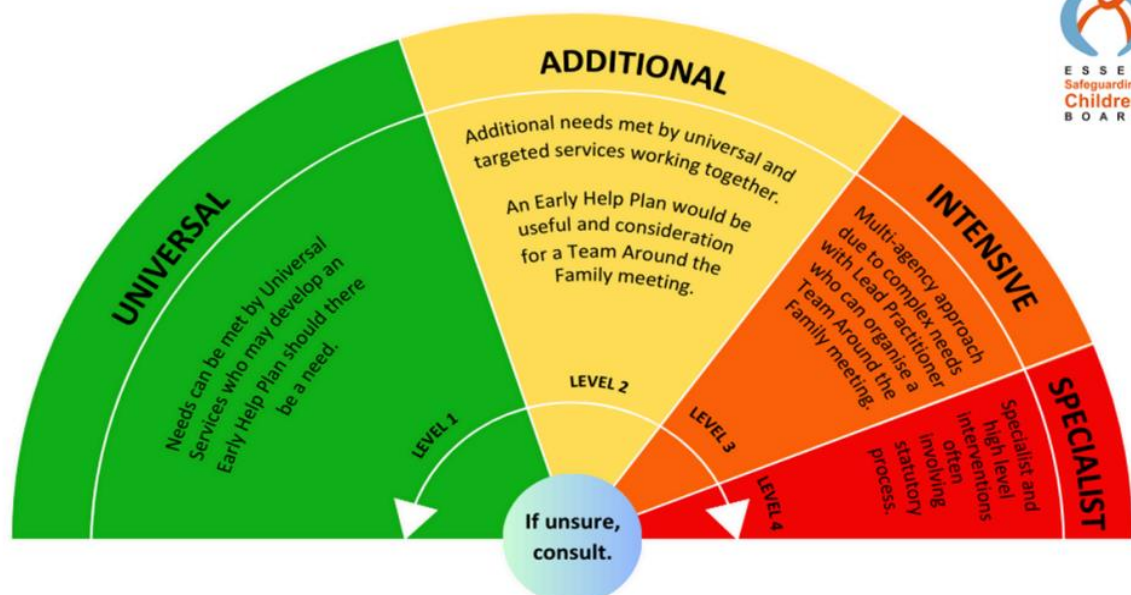 UNIVERSAL
Needs can be met by Universal
Services who may develop an
Early Help Plan should there
be a need.
LEVEL 1
ADDITIONAL
Additional needs met by universal and
targeted services working together.
An Early Help Plan would be
useful and consideration
for a Team Around the
Family meeting.
LEVEL 2
INTENSIVE
Multi-agency approach
due to complex needs
with Lead Practitioner
who can organise a
Team Around the
Family meeting.
LEVEL 3
SPECIALIST
Specialist and
high level
interventions
often
involving
statutory
process.
LEVEL 4
If unsure,
consult.
ESSE
Safeguardin
Childre
BOAR